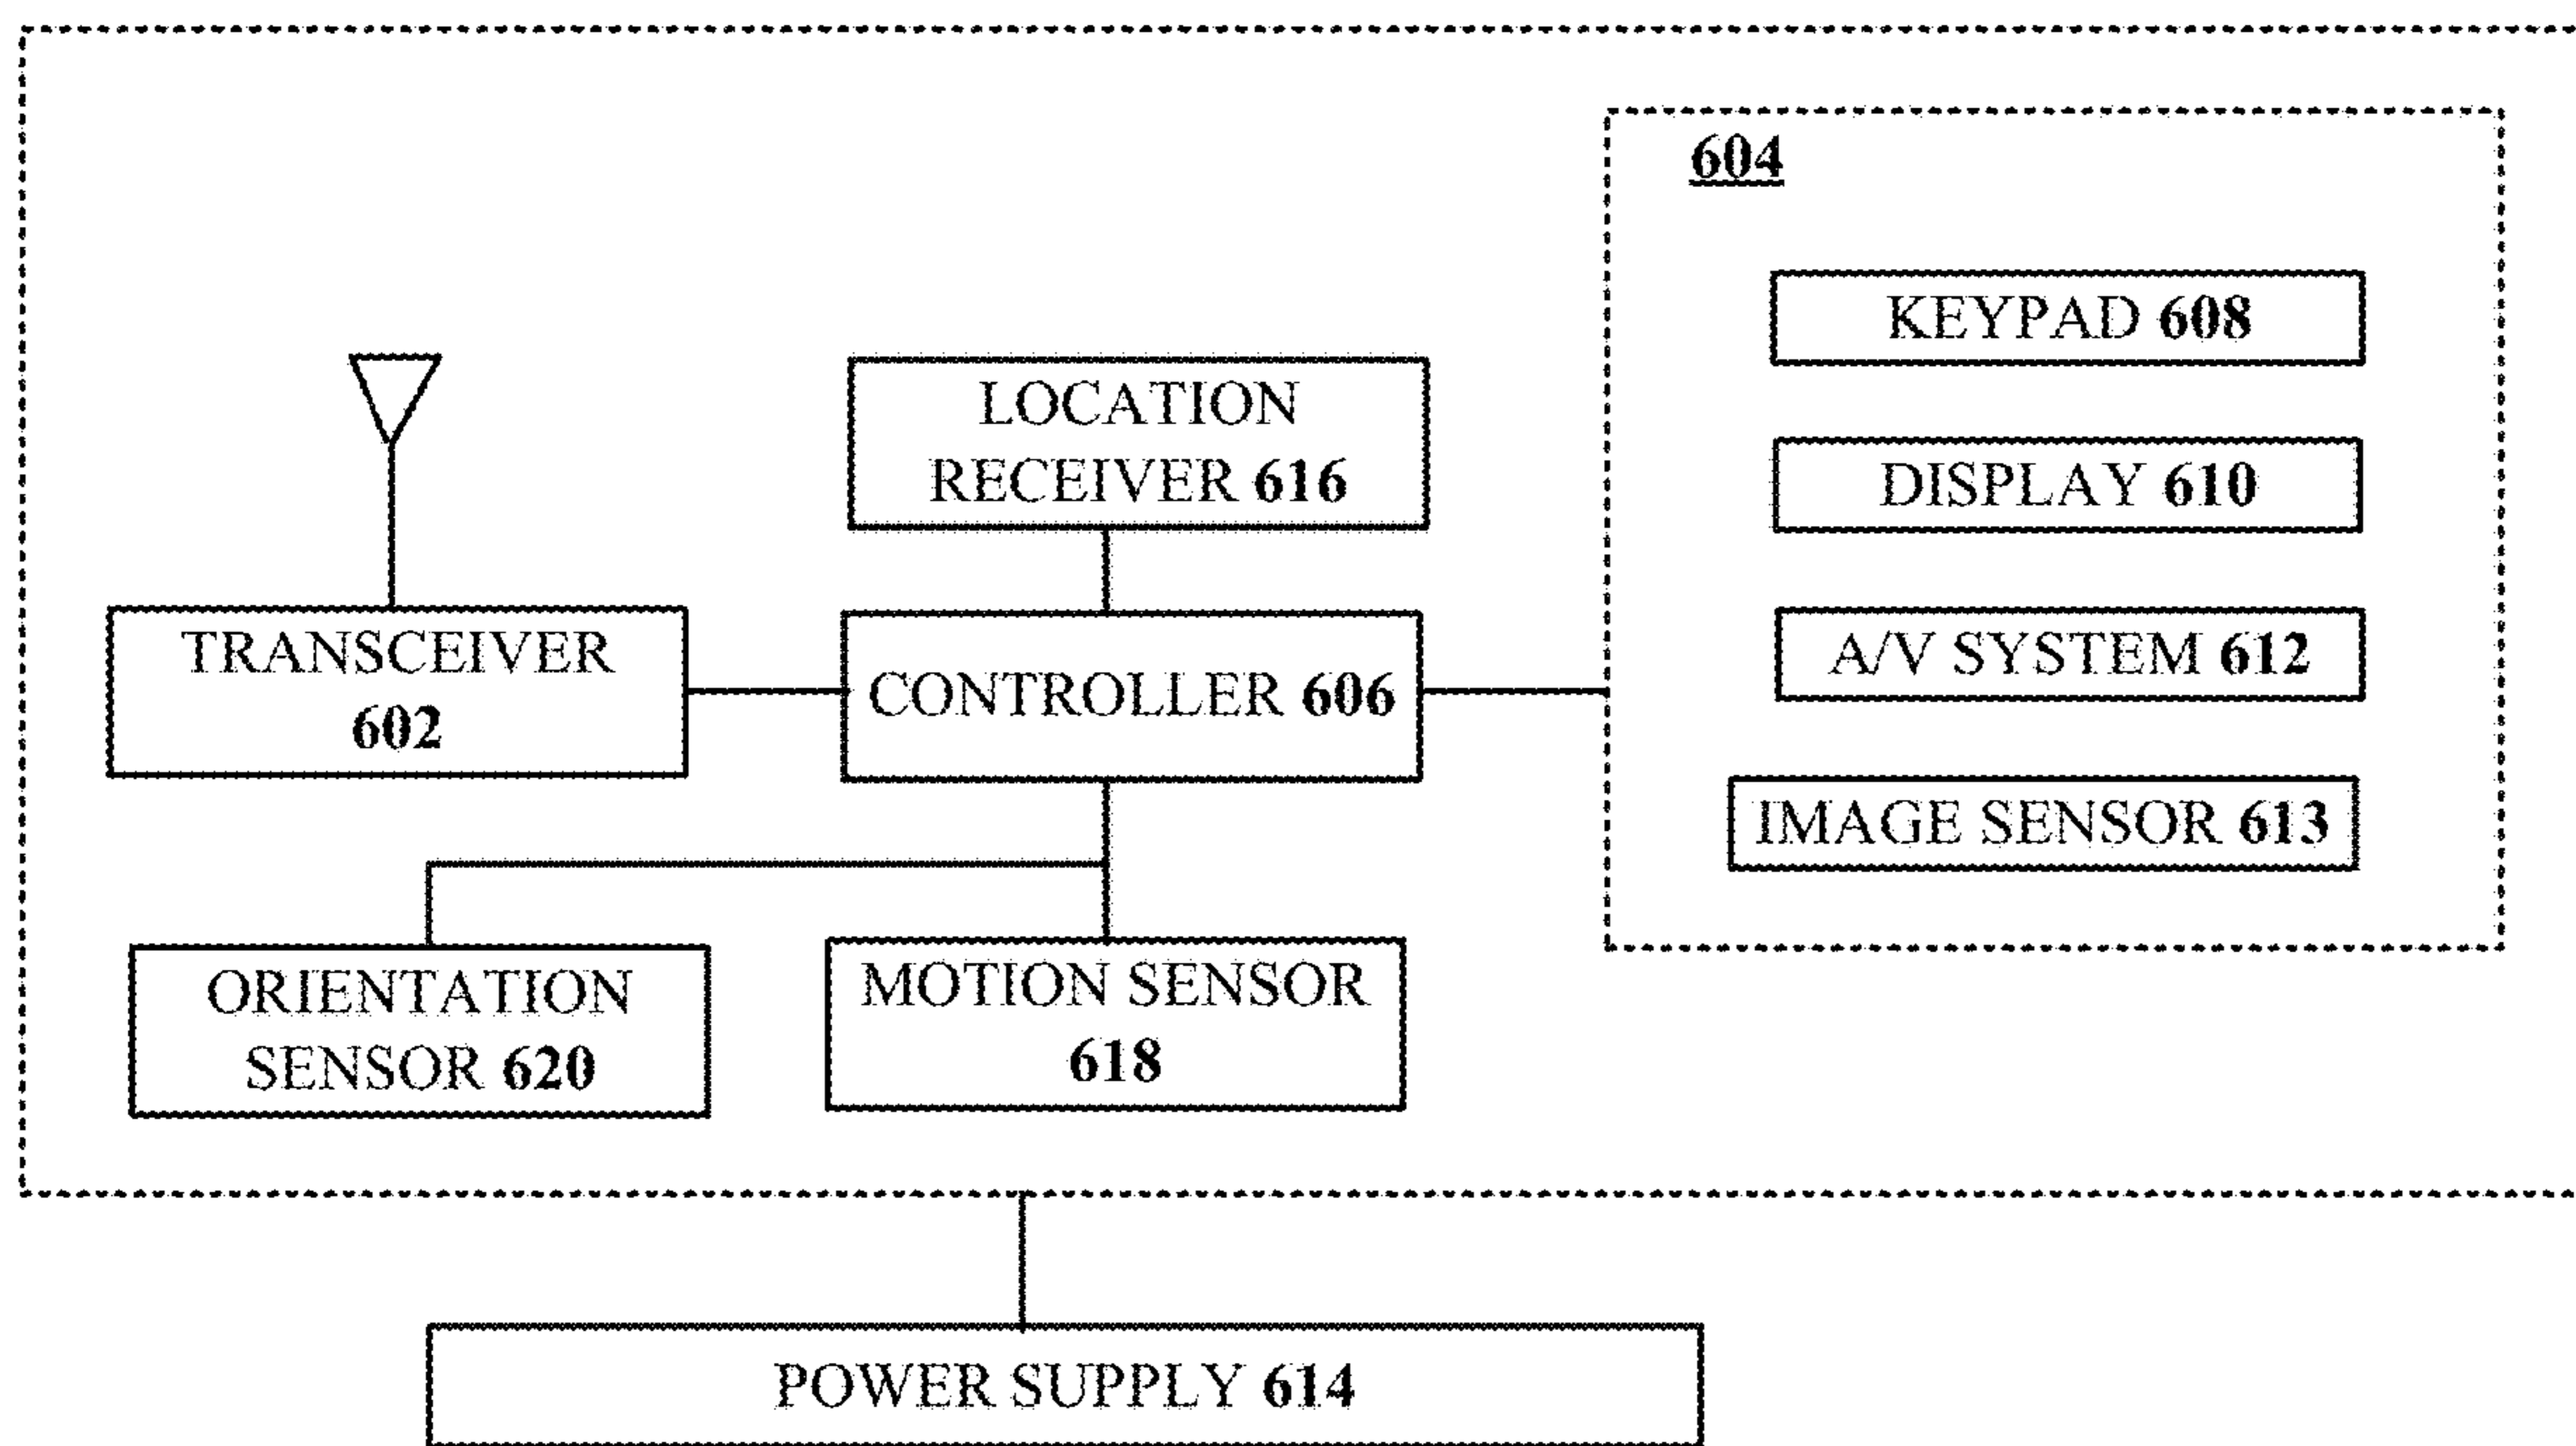 604
KEYPAD 608
DISPLAY 610
A/V SYSTEM 612
IMAGE SENSOR 613
LOCATION
RECEIVER 616
TRANSCEIVER
602
CONTROLLER 606
ORIENTATION
SENSOR 620
MOTION SENSOR
618
POWER SUPPLY 614